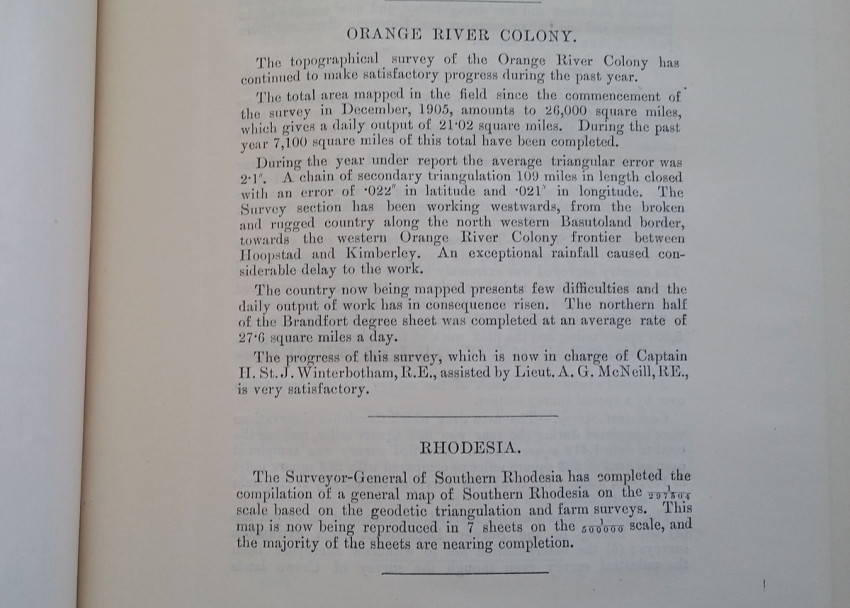 ORANGE RIVER COLONY.
The topographical survey of the Orange River Colony has
continued to make satisfactory progress during the past year.
The total area mapped in the field since the commencement of
the survey in December, 1905, amounts to 26,000 square miles,
which gives a daily output of 21·02 square miles. During the past
year 7,100 square miles of this total have been completed.
During the year under report the average triangular error was
2·1″. A chain of secondary triangulation 109 miles in length closed
with an error of ·022″ in latitude and ·021″ in longitude. The
Survey section has been working westwards, from the broken
and rugged country along the north western Basutoland border,
towards the western Orange River Colony frontier between
Hoopstad and Kimberley. An exceptional rainfall caused con-
siderable delay to the work.
The country now being mapped presents few difficulties and the
daily output of work has in consequence risen. The northern half
of the Brandfort degree sheet was completed at an average rate of
27·6 square miles a day.
The progress of this survey, which is now in charge of Captain
H. St. J. Winterbotham, R.E., assisted by Lieut. A. G. McNeill, RE.,
is very satisfactory.
RHODESIA.
The Surveyor-General of Southern Rhodesia has completed the
compilation of a general map of Southern Rhodesia on the
scale based on the geodetic triangulation and farm surveys. This
map is now being reproduced in 7 sheets on the 1/500000 scale, and
the majority of the sheets are nearing completion.